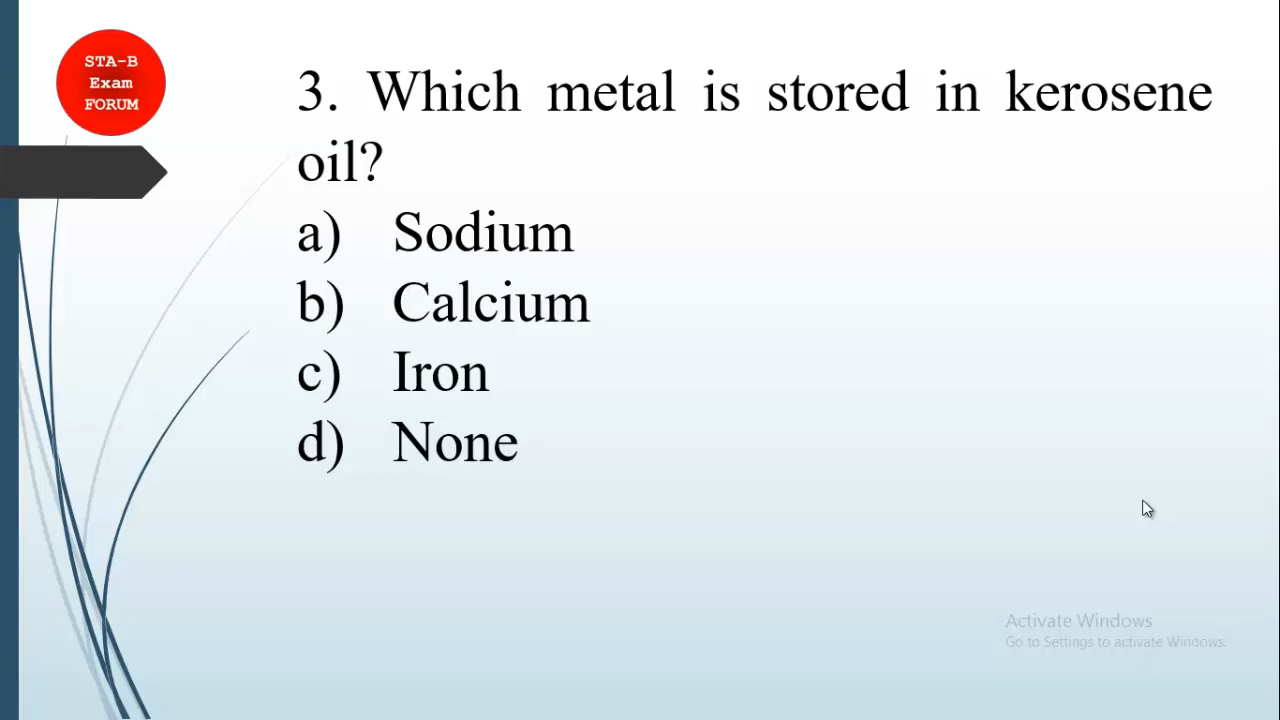 STA-B
Exam
FORUM
3. Which metal is stored in kerosene
oil?
a) Sodium
b) Calcium
c) Iron
d) None
Activate Windows
Go to Settings to activate Windows.